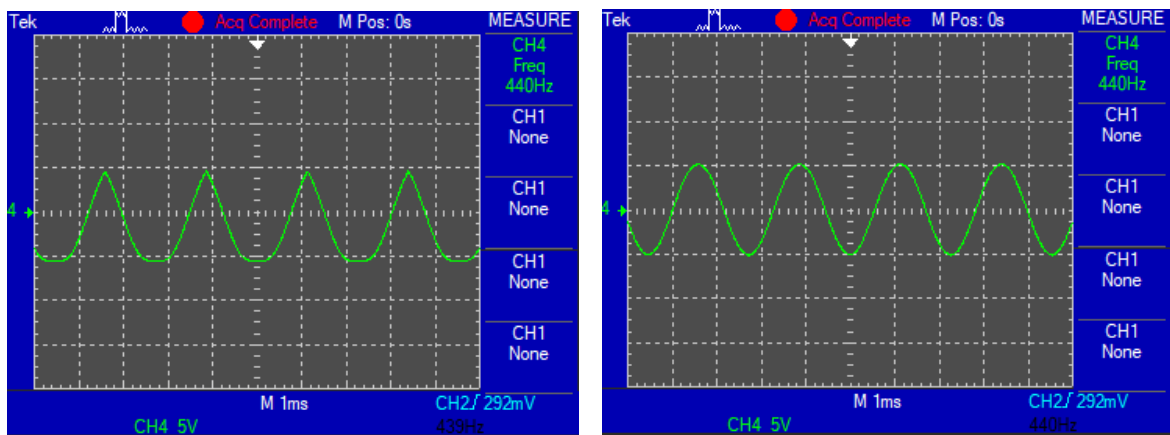 Tek Acq Complete M Pos: 0s MEASURE
CH4
Freq
440Hz
CH1
None
CH1
None
CH1
None
CH1
None
4
M 1ms CH2 292mV
CH4 5V 439Hz
Tek Acq Complete M Pos: 0s MEASURE
CH4
Freq
440Hz
CH1
None
CH1
None
CH1
None
CH1
None
4
M 1ms CH2 292mV
CH4 5V 440Hz